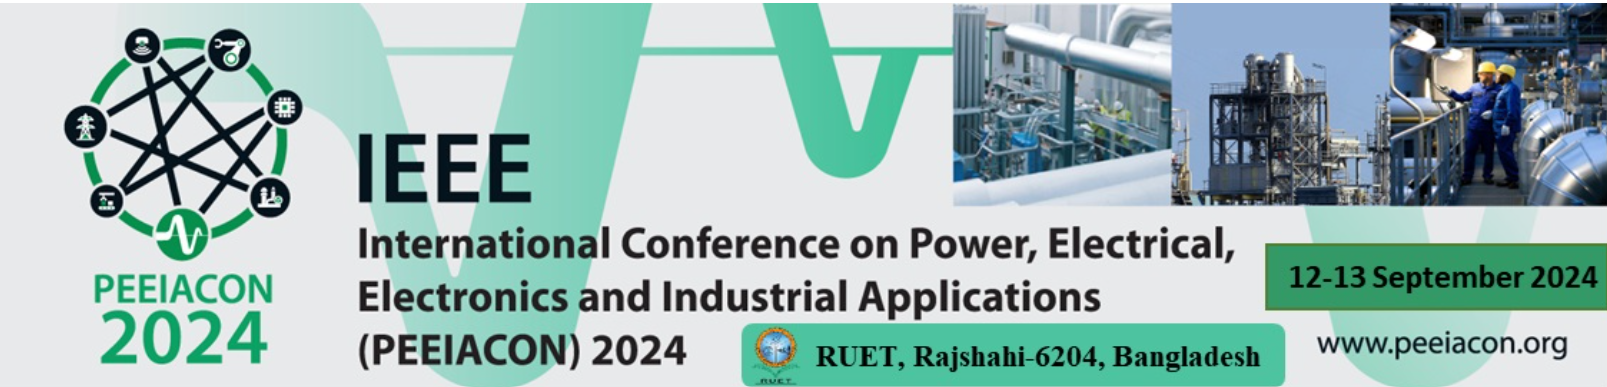 PEEIACON
2024
IEEE
International Conference on Power, Electrical,
Electronics and Industrial Applications
(PEEIACON) 2024
RUET
RUET, Rajshahi-6204, Bangladesh
12-13 September 2024
www.peeiacon.org